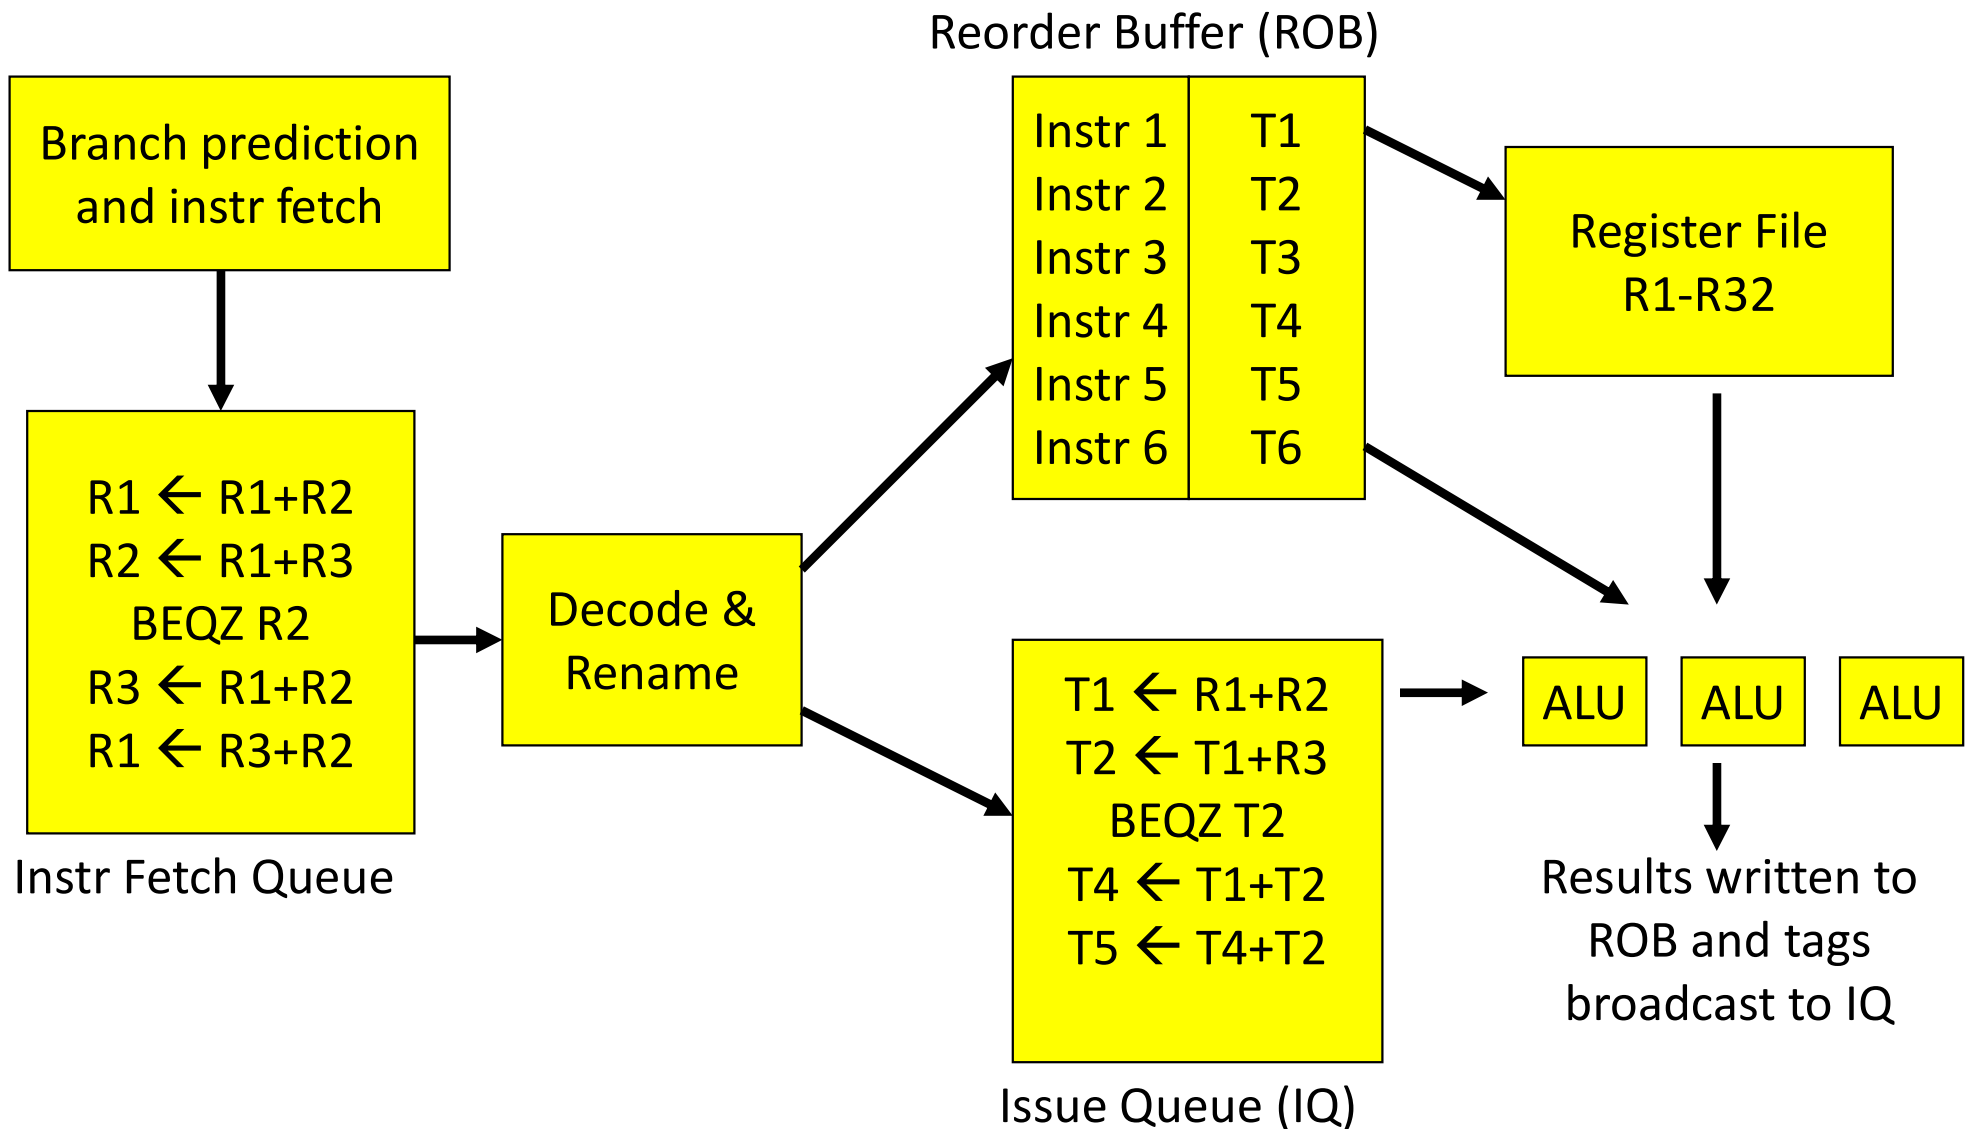 Reorder Buffer (ROB)
Branch prediction
and instr fetch
Instr 1 T1
Instr 2 T2
Instr 3 T3
Instr 4 T4
Instr 5 T5
Instr 6 T6
Register File
R1-R32
R1 ← R1+R2
R2 ← R1+R3
BEQZ R2
R3 ← R1+R2
R1 ← R3+R2
Instr Fetch Queue
Decode &
Rename
T1 ← R1+R2
T2 ← T1+R3
BEQZ T2
T4 ← T1+T2
T5 ← T4+T2
Issue Queue (IQ)
ALU ALU ALU
Results written to
ROB and tags
broadcast to IQ